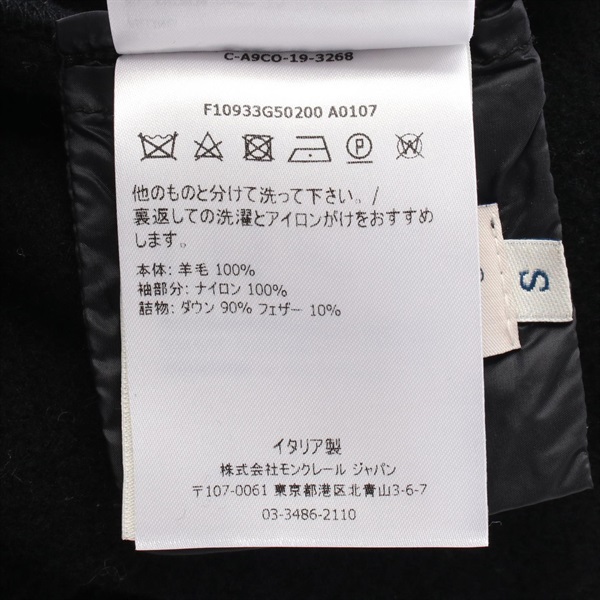 C-A9CO-19-3268
F10933G50200 A0107
他のものと分けて洗って下さい。/
裏返しての洗濯とアイロンがけをおすすめ
します。
本体: 羊毛 100%
袖部分: ナイロン 100%
詰物: ダウン 90% フェザー 10%
イタリア製
株式会社モンクレール ジャパン
〒107-0061 東京都港区北青山3-6-7
03-3486-2110
S